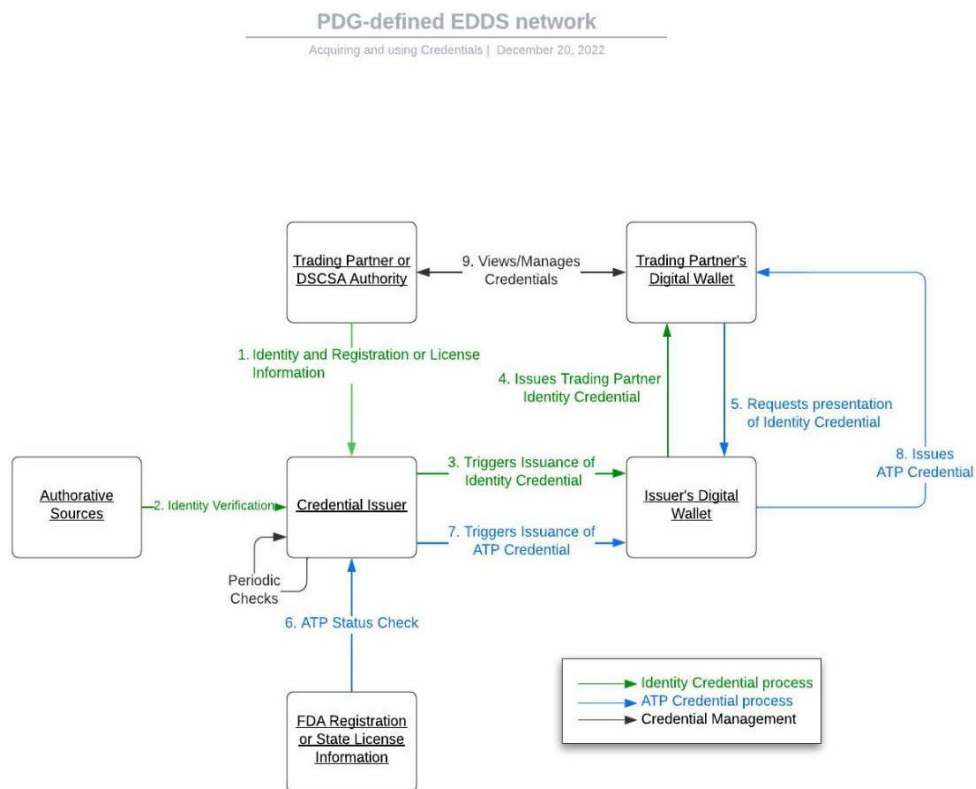 PDG-defined EDDS network
Acquiring and using Credentials | December 20, 2022
Trading Partner or
DSCSA Authority
9. Views/Manages
Credentials
Trading Partner's
Digital Wallet
1. Identity and Registration or License
Information
4. Issues Trading Partner
Identity Credential
5. Requests presentation
of Identity Credential
8. Issues
ATP Credential
Authorative
Sources
2. Identity Verification
Credential Issuer
3. Triggers Issuance of
Identity Credential
7. Triggers Issuance of
ATP Credential
Issuer's Digital
Wallet
Periodic
Checks
6. ATP Status Check
FDA Registration
or State License
Information
Identity Credential process
ATP Credential process
Credential Management